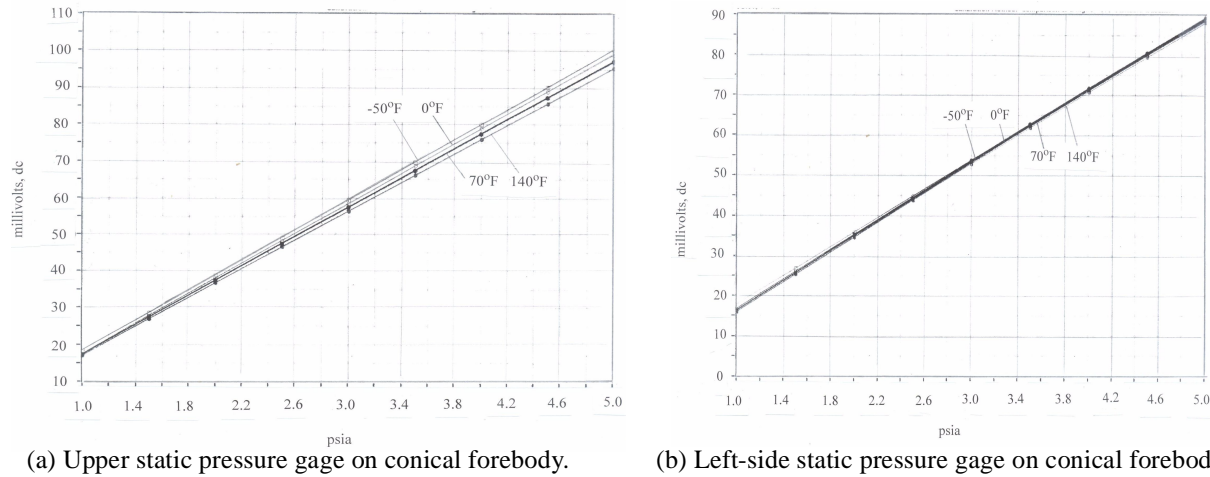 110
100
90
80
70
60
50
40
30
20
10
millivolts, dc
-50°F 0°F
70°F 140°F
1.0 1.4 1.8 2.2 2.6 3.0 3.4 3.8 4.2 4.6 5.0
psia
(a) Upper static pressure gage on conical forebody.
90
80
70
60
50
40
30
20
10
0
millivolts, dc
-50°F 0°F
70°F 140°F
1.0 1.4 1.8 2.2 2.6 3.0 3.4 3.8 4.2 4.6 5.0
psia
(b) Left-side static pressure gage on conical forebod